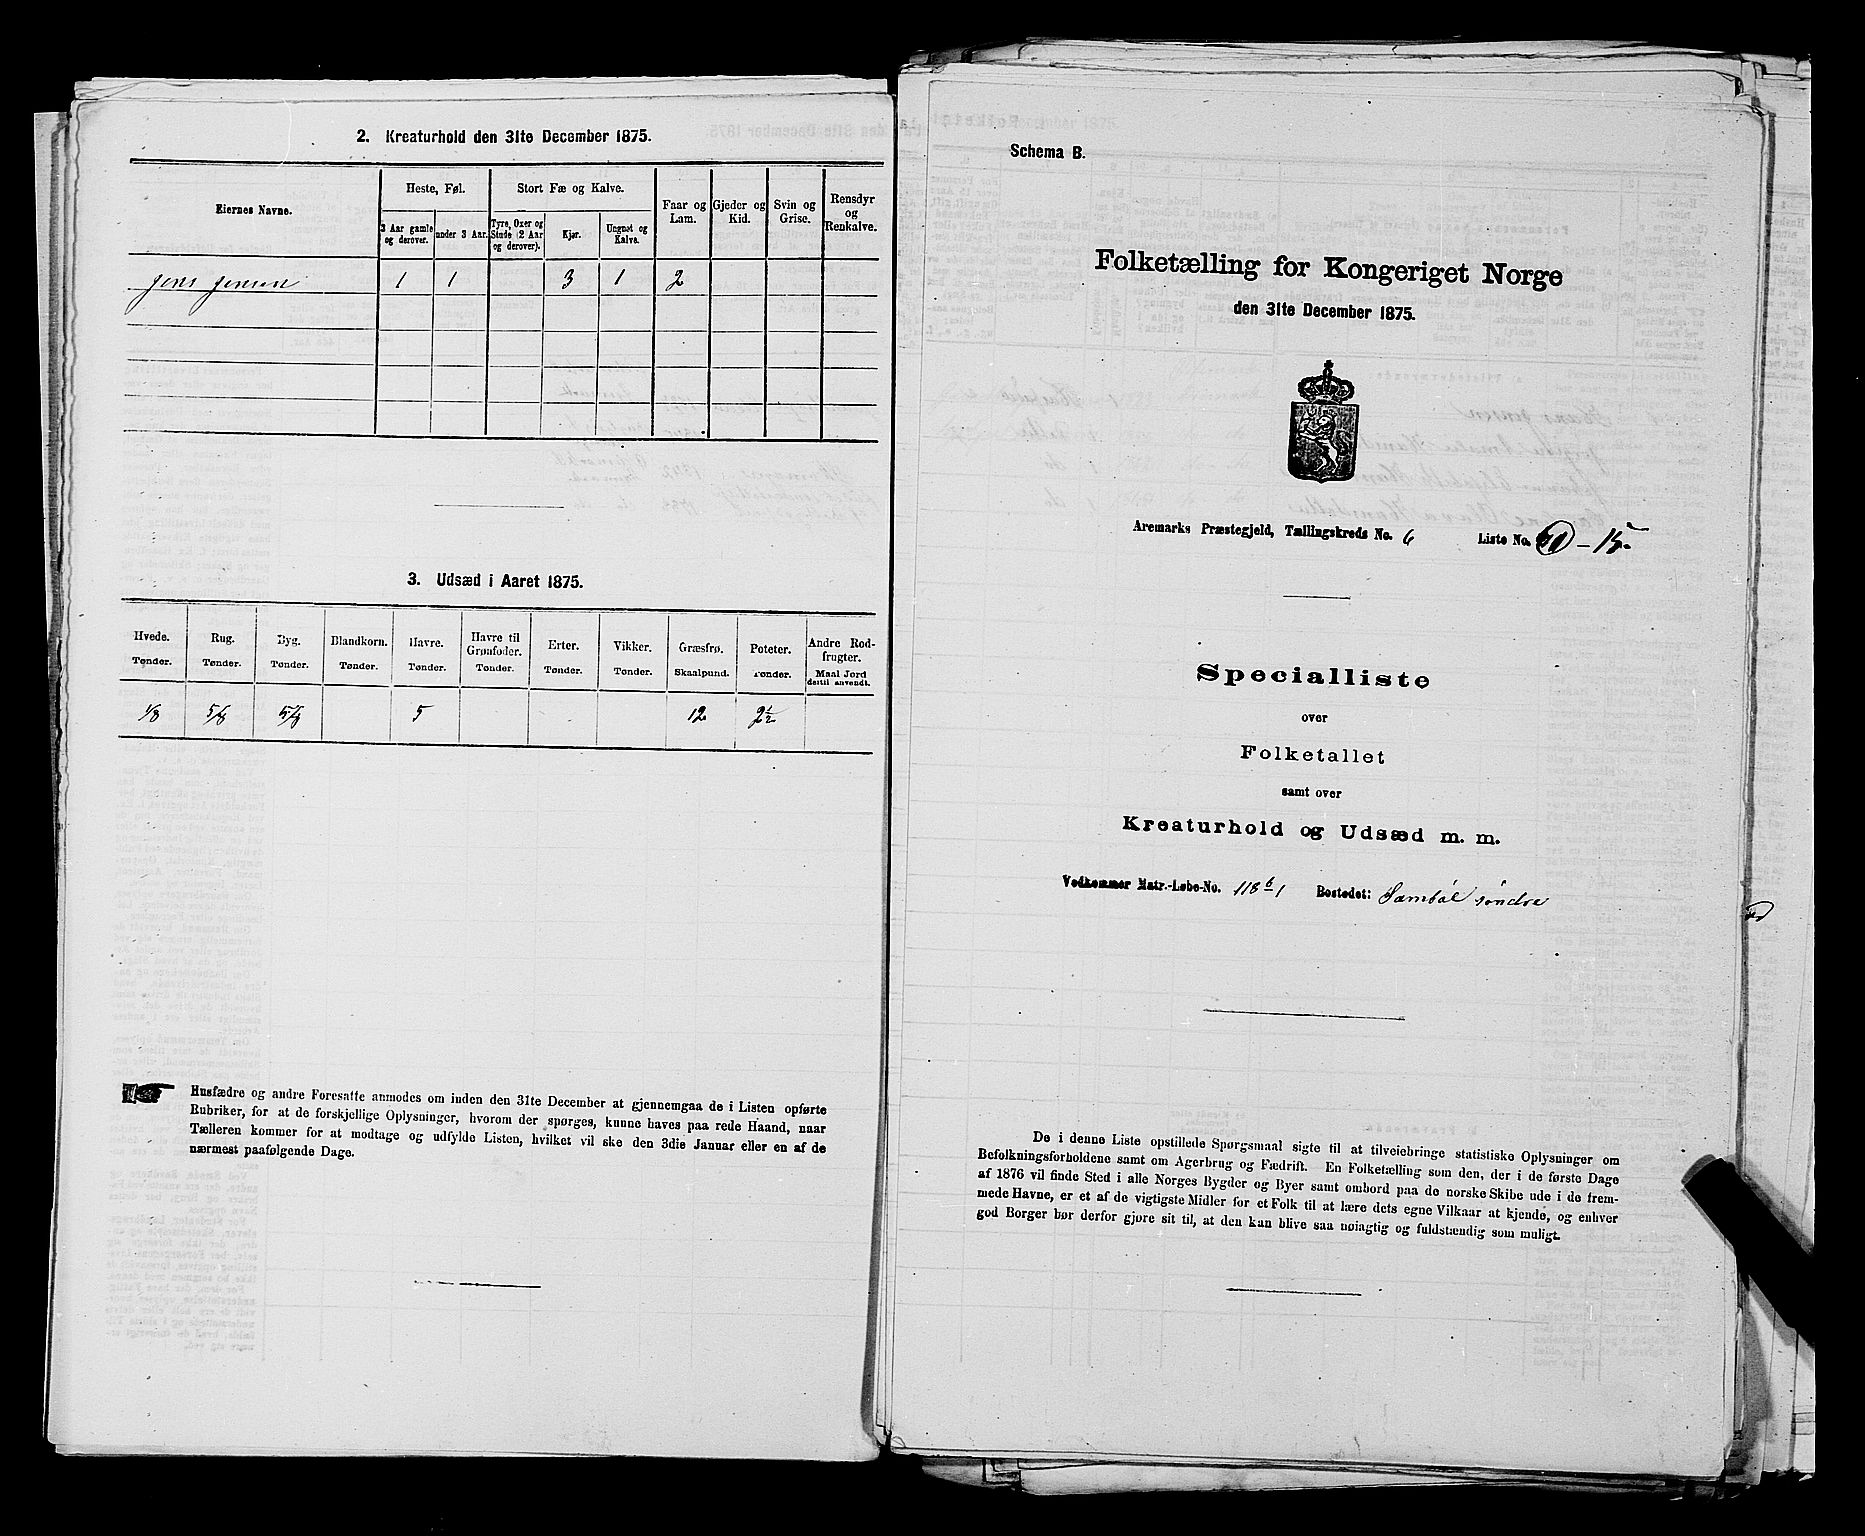 2. Kreaturhold den 31te December 1875.
Eiernes Navne.
Heste, Føl.
Stort Fæ og Kalve.
Faar og Lam.
Gjeder og Kid.
Svin og Grise.
Rensdyr og Renkalve.
3 Aar gamle og derover.
under 3 Aar.
Tyre, Oxer og Stude (2 Aar og derover).
Kjør.
Ungnøt og Kalve.
Jens Jensen 1 1 3 1 2
3. Udsæd i Aaret 1875.
Hvede. Rug. Byg. Blandkorn. Havre. Havre til Grønfoder. Erter. Vikker. Græsfrø. Poteter. Andre Rodfrugter.
Tønder. Tønder. Tønder. Tønder. Tønder. Tønder. Tønder. Tønder. Skaalpund. Tønder. Maal Jord dertil anvendt.
1/8 5/8 5/8 5 12 2 1/2
Husfædre og andre Foresatte anmodes om inden den 31te December at gjennemgaa de i Listen opførte
Rubriker, for at de forskjellige Oplysninger, hvorom der spørges, kunne haves paa rede Haand, naar
Tælleren kommer for at modtage og udfylde Listen, hvilket vil ske den 3die Januar eller en af de
nærmest paafølgende Dage.
Schema B.
Folketælling for Kongeriget Norge
den 31te December 1875.
Aremarks Præstegjeld, Tællingskreds No. 6 Liste No. - 15.
Specialliste
over
Folketallet
samt over
Kreaturhold og Udsæd m. m.
Vedkommer Matr.-Løbe-No. 118 b 1 Bostedet: Sambøl søndre
De i denne Liste opstillede Spørgsmaal sigte til at tilveiebringe statistiske Oplysninger om
Befolkningsforholdene samt om Agerbrug og Fædrift. En Folketælling som den, der i de første Dage
af 1876 vil finde Sted i alle Norges Bygder og Byer samt ombord paa de norske Skibe ude i de frem-
mede Havne, er et af de vigtigste Midler for et Folk til at lære dets egne Vilkaar at kjende, og enhver
god Borger bør derfor gjøre sit til, at den kan blive saa nøiagtig og fuldstændig som muligt.